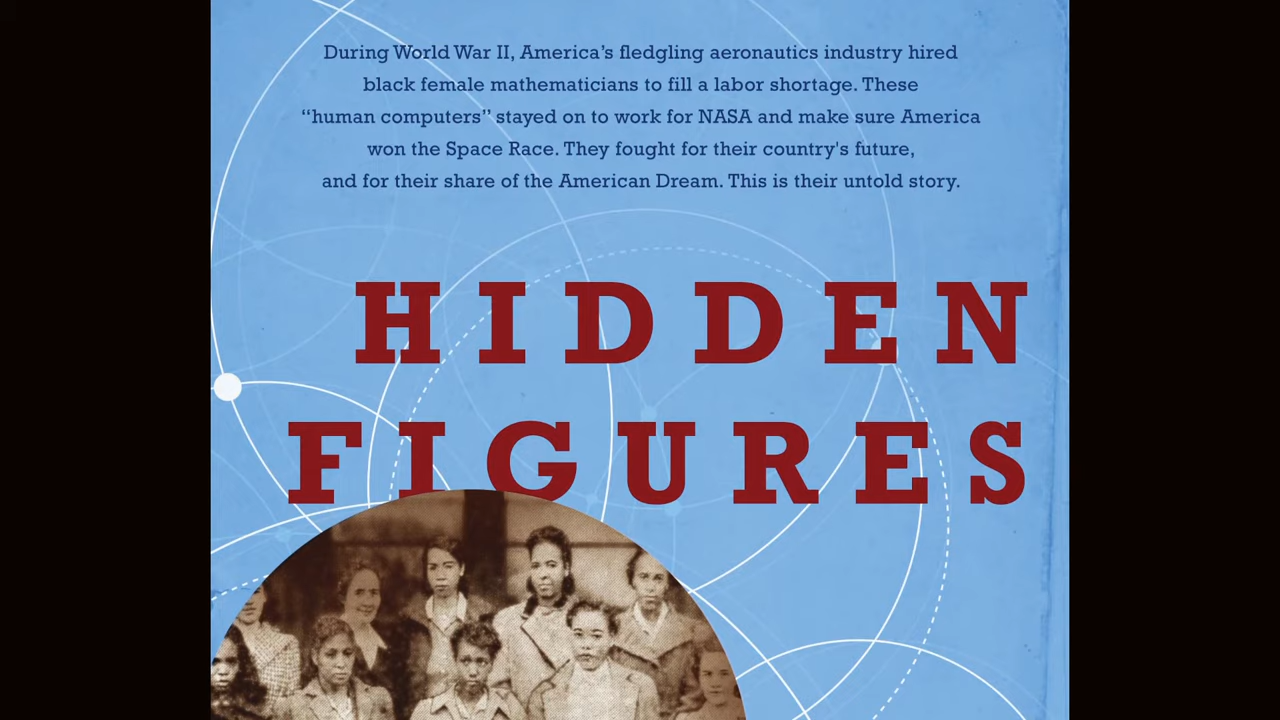 During World War II, America’s fledgling aeronautics industry hired
black female mathematicians to fill a labor shortage. These
“human computers” stayed on to work for NASA and make sure America
won the Space Race. They fought for their country's future,
and for their share of the American Dream. This is their untold story.
HIDDEN
FIGURES